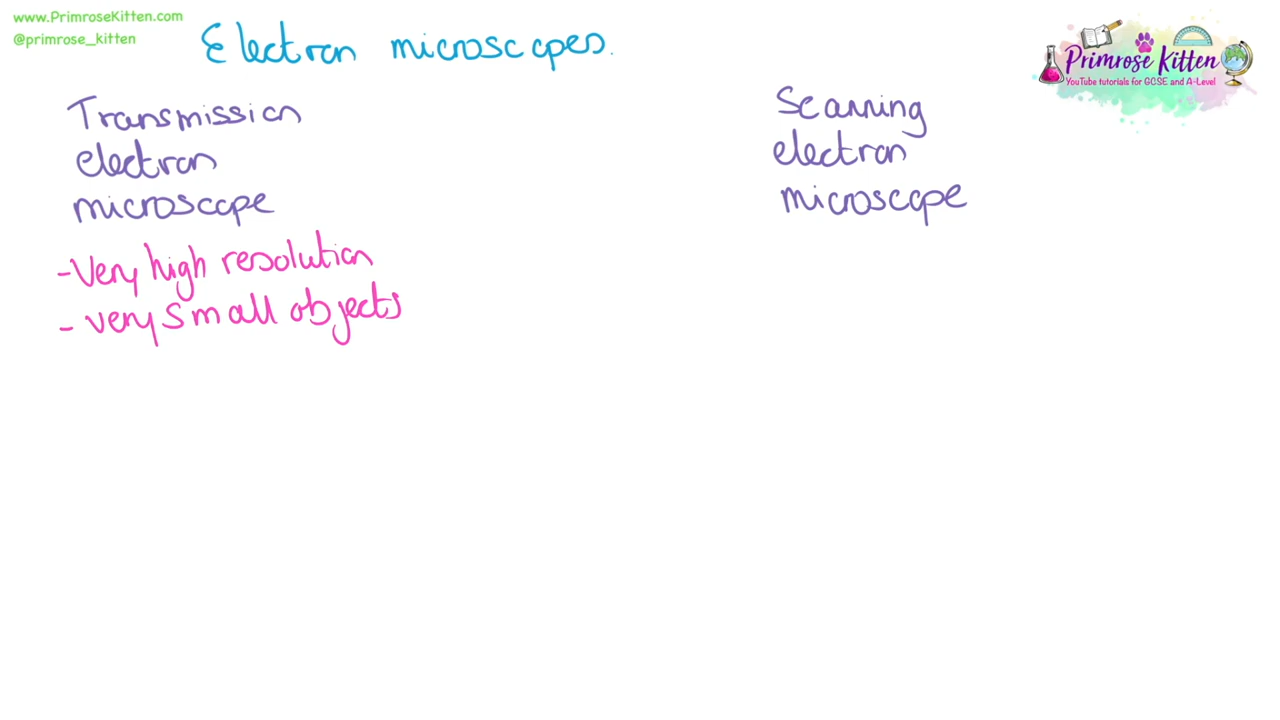 www.PrimroseKitten.com
@primrose_kitten
Electron microscopes.
Primrose Kitten
YouTube tutorials for GCSE and A-Level
Transmission
electron
microscope
- Very high resolution
- very small objects
Scanning
electron
microscope